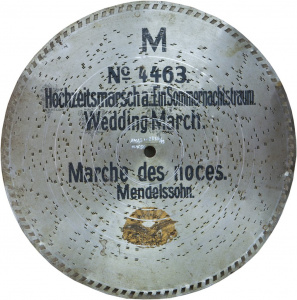 M
No 4463.
Hochzeitsmarsch a. Ein Sommernachtstraum.
Wedding March.
Marche des noces.
Mendelssohn.